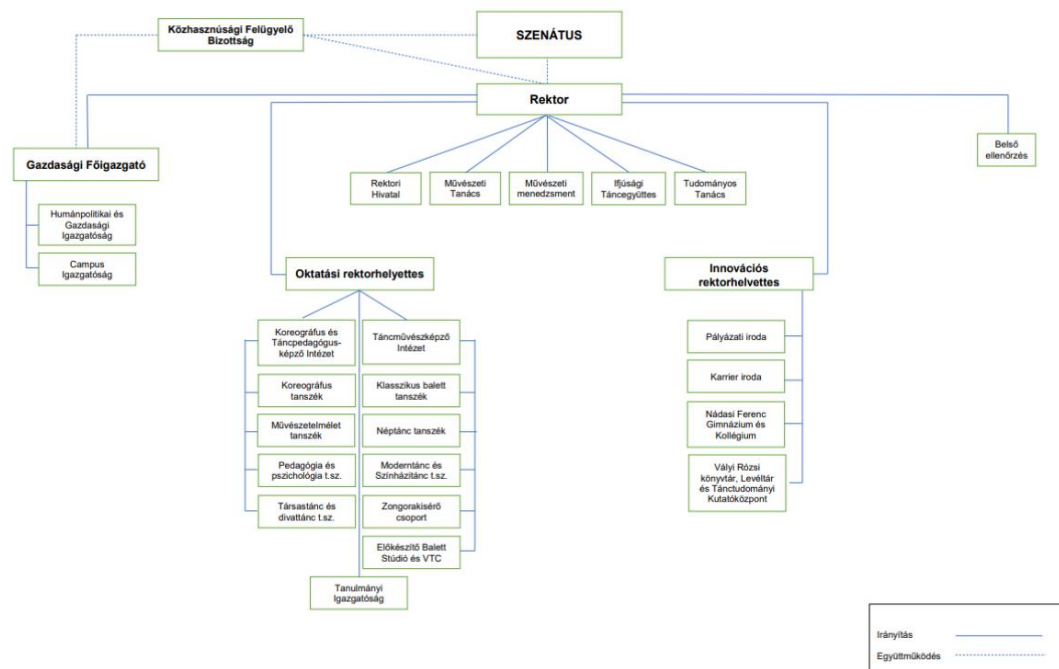 Közhasznúsági Felügyelő
Bizottság
SZENÁTUS
Rektor
Gazdasági Főigazgató
Belső
ellenőrzés
Rektori
Hivatal
Művészeti
Tanács
Művészeti
menedzsment
Ifjúsági
Táncegyüttes
Tudományos
Tanács
Humánpolitikai és
Gazdasági
Igazgatóság
Campus
Igazgatóság
Oktatási rektorhelyettes
Innovációs
rektorhelvettes
Koreográfus és
Táncpedagógus-
képző Intézet
Táncművészképző
Intézet
Koreográfus
tanszék
Klasszikus balett
tanszék
Művészetelmélet
tanszék
Néptánc tanszék
Pedagógia és
pszichológia t.sz.
Moderntánc és
Színházitánc t.sz.
Társastánc és
divattánc t.sz.
Zongorakisérő
csoport
Előkészítő Balett
Stúdió és VTC
Tanulmányi
Igazgatóság
Pályázati iroda
Karrier iroda
Nádasi Ferenc
Gimnázium és
Kollégium
Vályi Rózsi
könyvtár, Levéltár
és Tánctudományi
Kutatóközpont
Irányítás
Együttműködés